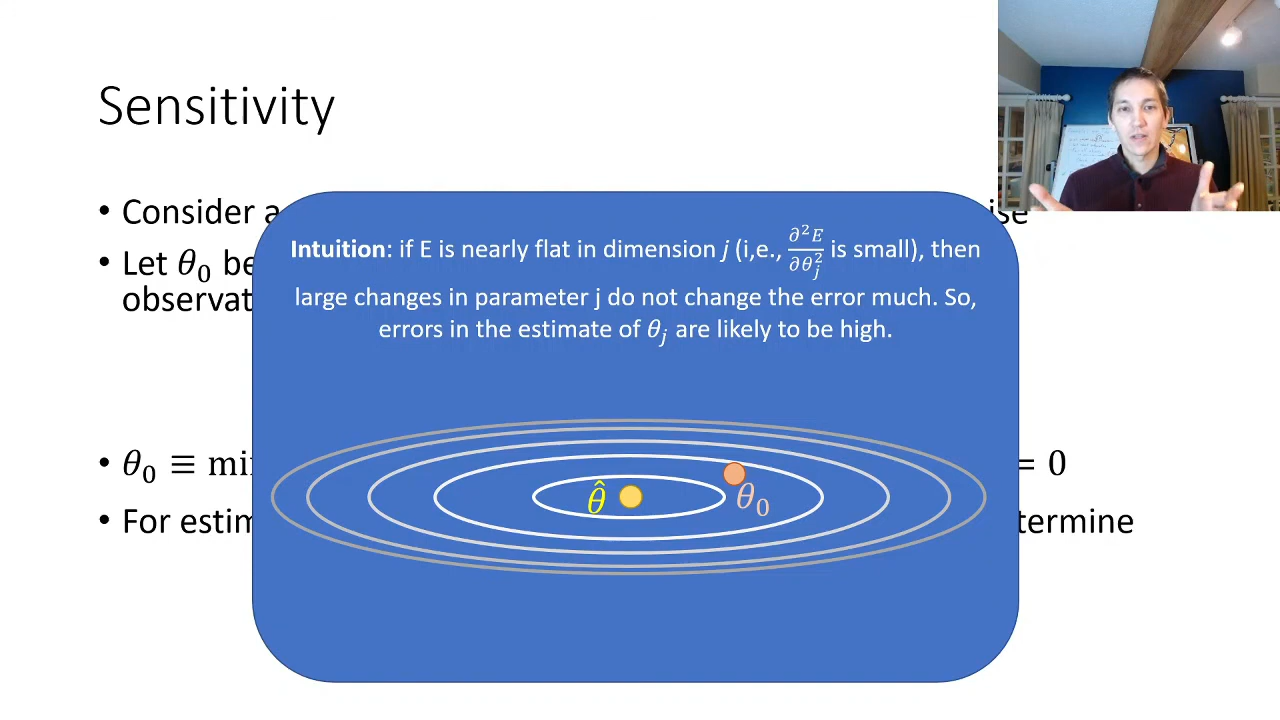 Sensitivity
• Consider a
ise
Intuition: if E is nearly flat in dimension j (i,e., ∂²E/∂θⱼ² is small), then
• Let θ₀ be
large changes in parameter j do not change the error much. So,
observat
errors in the estimate of θⱼ are likely to be high.
• θ₀ ≡ mi
= 0
θ̂
θ₀
• For estim
termine